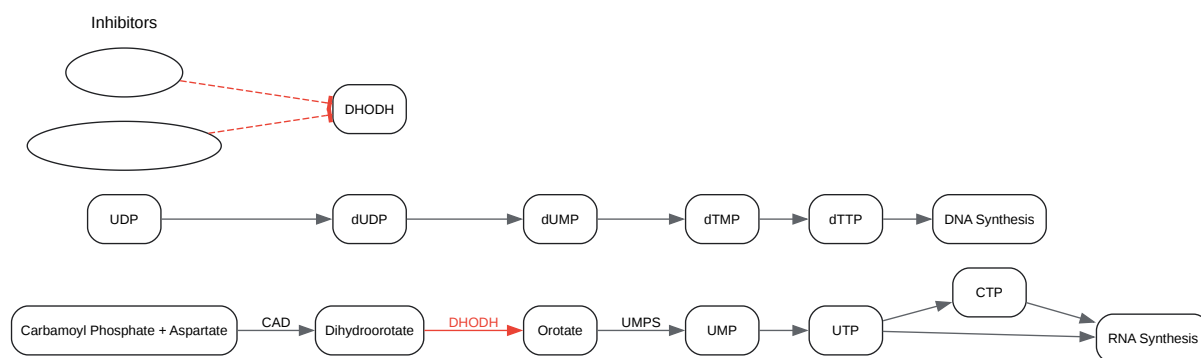 Inhibitors
DHODH
UDP
dUDP
dUMP
dTMP
dTTP
DNA Synthesis
Carbamoyl Phosphate + Aspartate
CAD
Dihydroorotate
DHODH
Orotate
UMPS
UMP
UTP
CTP
RNA Synthesis